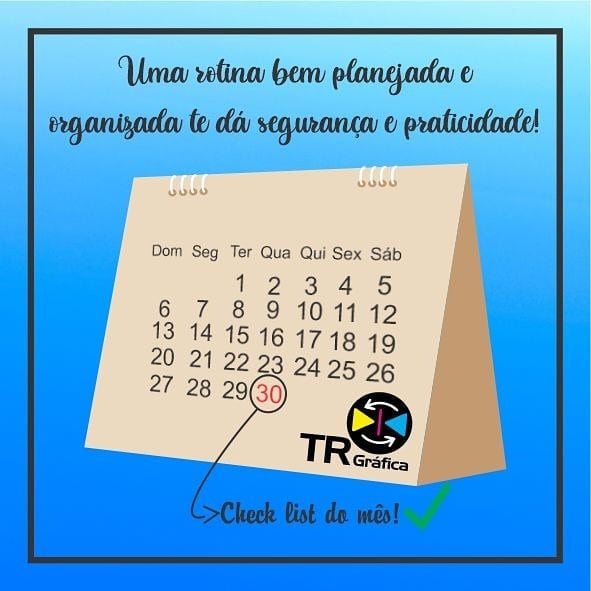 Uma rotina bem planejada e
organizada te dá segurança e praticidade!
Dom Seg Ter Qua Qui Sex Sáb
1 2 3 4 5
6 7 8 9 10 11 12
13 14 15 16 17 18 19
20 21 22 23 24 25 26
27 28 29 30
TR Gráfica
Check list do mês!